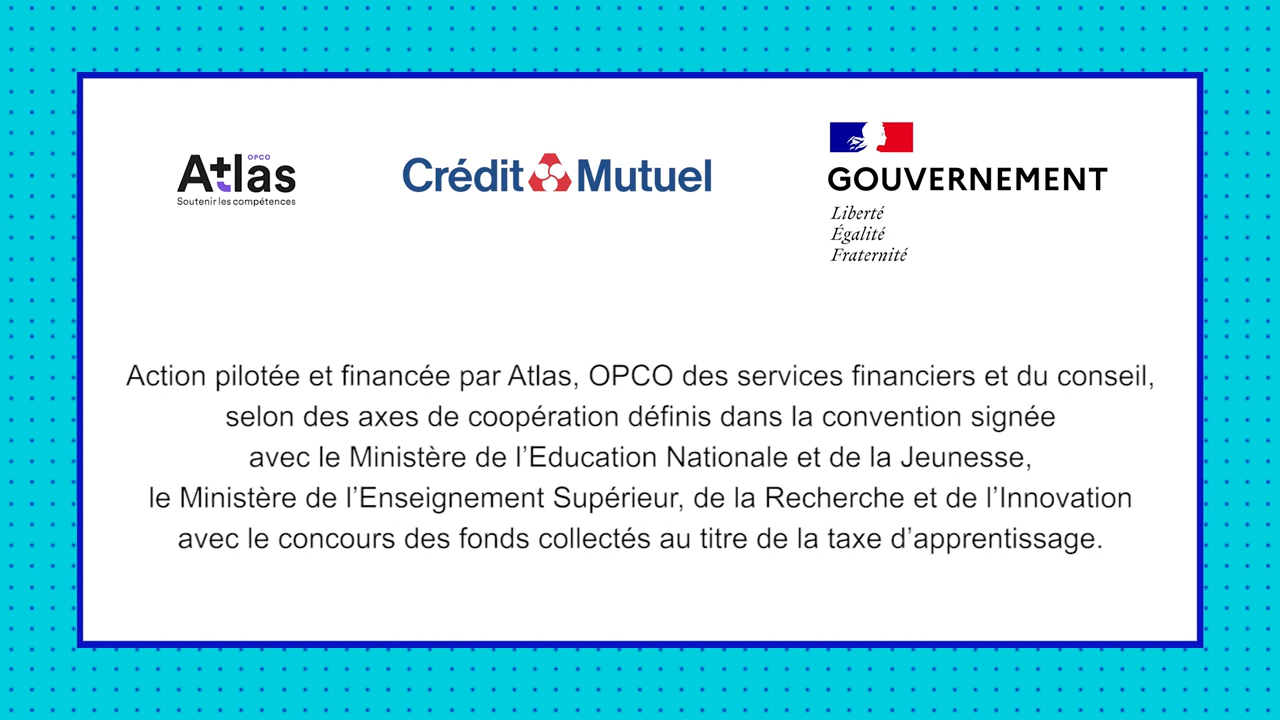 Atlas
OPCO
Soutenir les compétences
Crédit Mutuel
GOUVERNEMENT
Liberté
Égalité
Fraternité
Action pilotée et financée par Atlas, OPCO des services financiers et du conseil,
selon des axes de coopération définis dans la convention signée
avec le Ministère de l’Education Nationale et de la Jeunesse,
le Ministère de l’Enseignement Supérieur, de la Recherche et de l’Innovation
avec le concours des fonds collectés au titre de la taxe d’apprentissage.